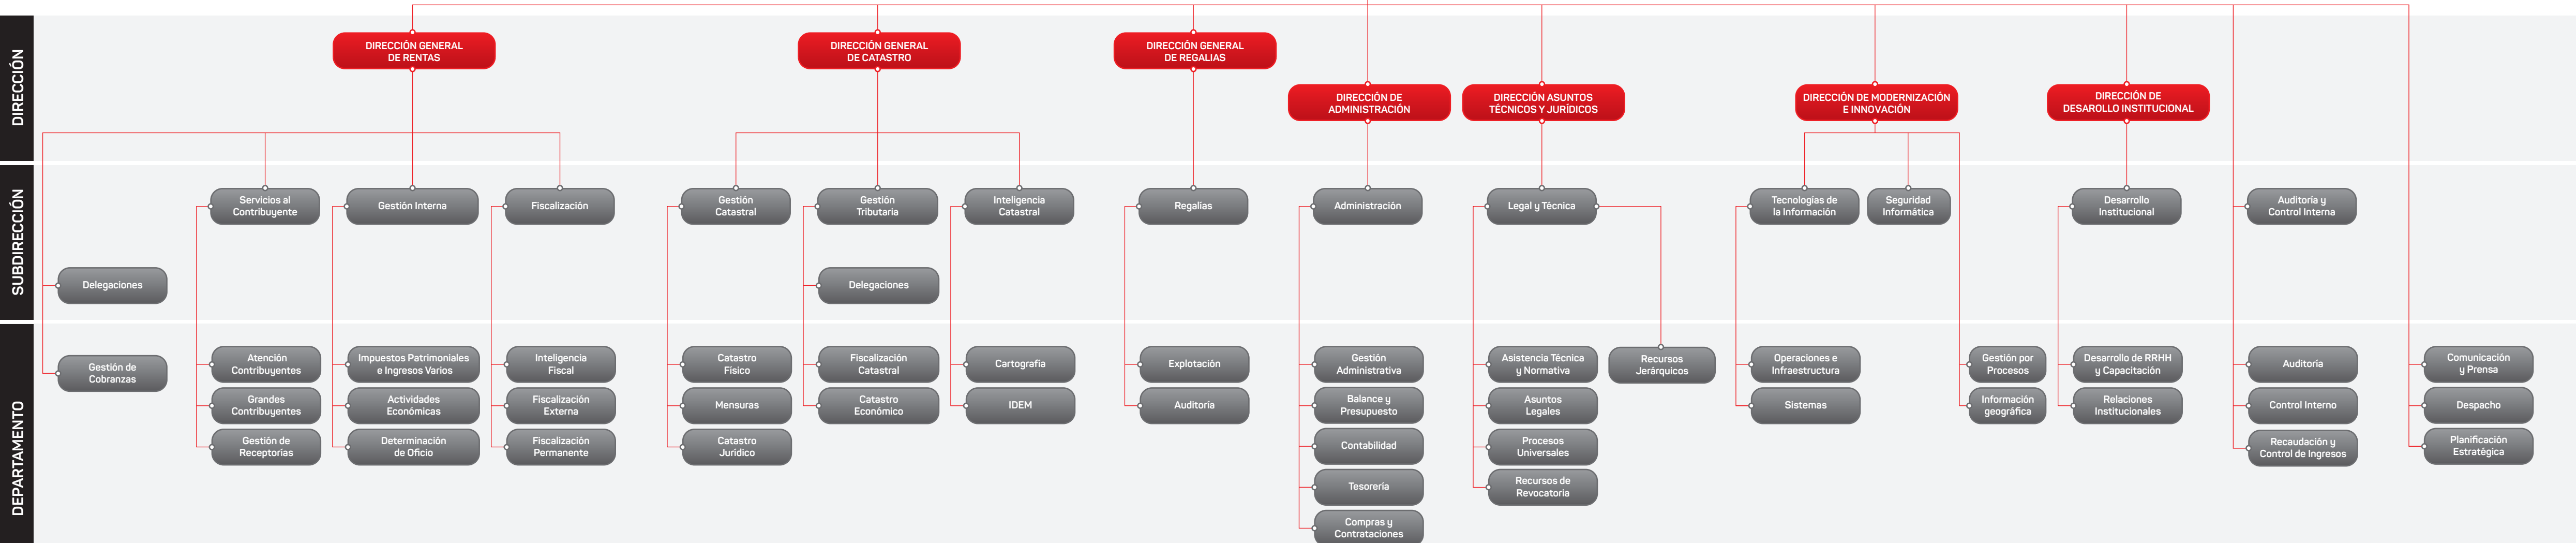 DIRECCIÓN
DIRECCIÓN GENERAL
DE RENTAS
DIRECCIÓN GENERAL
DE CATASTRO
DIRECCIÓN GENERAL
DE REGALIAS
DIRECCIÓN DE
ADMINISTRACIÓN
DIRECCIÓN ASUNTOS
TÉCNICOS Y JURÍDICOS
DIRECCIÓN DE MODERNIZACIÓN
E INNOVACIÓN
DIRECCIÓN DE
DESAROLLO INSTITUCIONAL
SUBDIRECCIÓN
Servicios al
Contribuyente
Gestión Interna
Fiscalización
Gestión
Catastral
Gestión
Tributaria
Inteligencia
Catastral
Regalías
Administración
Legal y Técnica
Tecnologías de
la Información
Seguridad
Informática
Desarrollo
Institucional
Auditoría y
Control Interna
Delegaciones
Delegaciones
DEPARTAMENTO
Gestión de
Cobranzas
Atención
Contribuyentes
Grandes
Contribuyentes
Gestión de
Receptorías
Impuestos Patrimoniales
e Ingresos Varios
Actividades
Económicas
Determinación
de Oficio
Inteligencia
Fiscal
Fiscalización
Externa
Fiscalización
Permanente
Catastro
Físico
Mensuras
Catastro
Jurídico
Fiscalización
Catastral
Catastro
Económico
Cartografía
IDEM
Explotación
Auditoría
Gestión
Administrativa
Balance y
Presupuesto
Contabilidad
Tesorería
Compras y
Contrataciones
Asistencia Técnica
y Normativa
Asuntos
Legales
Procesos
Universales
Recursos de
Revocatoría
Recursos
Jerárquicos
Operaciones e
Infraestructura
Sistemas
Gestión por
Procesos
Información
geográfica
Desarrollo de RRHH
y Capacitación
Relaciones
Institucionales
Auditoría
Control Interno
Recaudación y
Control de Ingresos
Comunicación
y Prensa
Despacho
Planificación
Estratégica